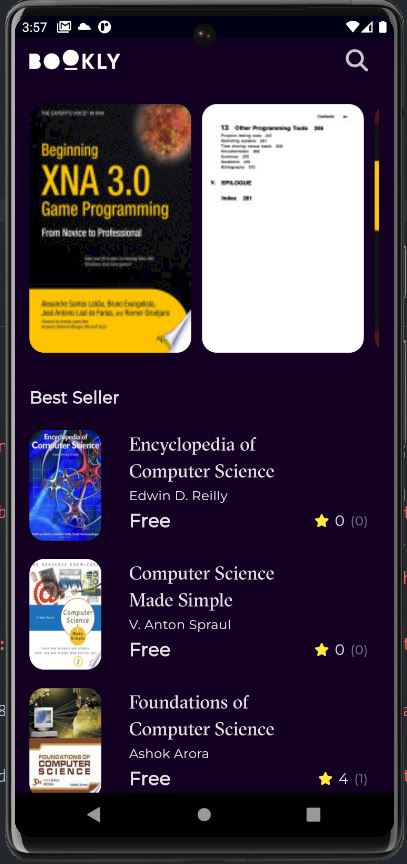 3:57
BOOKLY
THE EXPERT'S VOICE® IN XNA
Beginning
XNA 3.0
Game Programming
From Novice to Professional
Alexandre Santos Lobão, Bruno Evangelista,
José Antonio Leal de Farias, and Riemer Grootjans
Contents
13 Other Programming Tools 265
V. EPILOGUE
Index 281
Best Seller
Encyclopedia of
Computer Science
Encyclopedia of
Computer Science
Edwin D. Reilly
Free
0 (0)
Computer
Science
Made
Simple
Computer Science
Made Simple
V. Anton Spraul
Free
0 (0)
FOUNDATIONS OF
COMPUTER
SCIENCE
Foundations of
Computer Science
Ashok Arora
Free
4 (1)